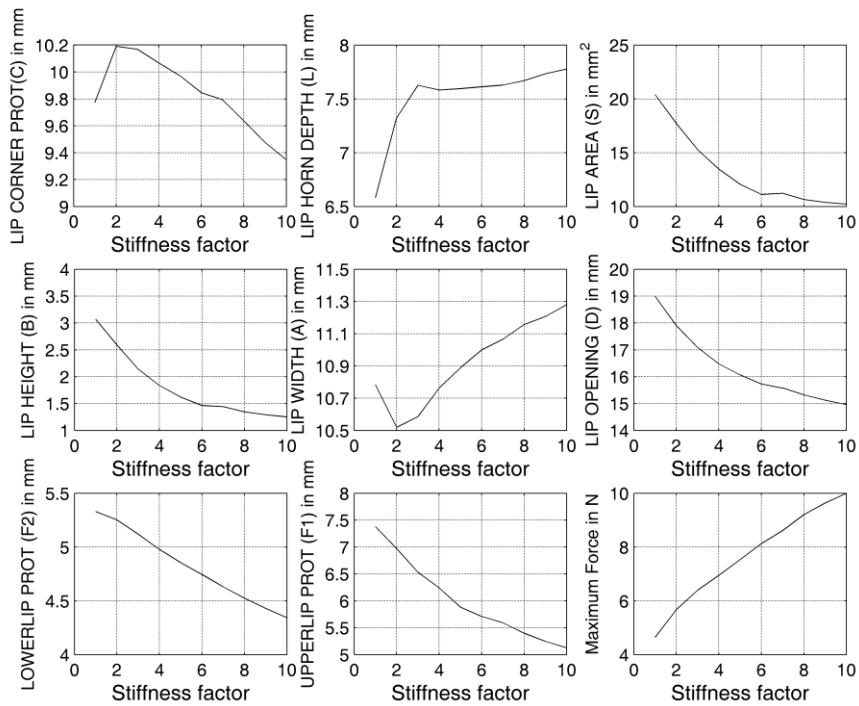 LIP CORNER PROT(C) in mm
10.2
10
9.8
9.6
9.4
9.2
9
0 2 4 6 8 10
Stiffness factor
LIP HORN DEPTH (L) in mm
8
7.5
7
6.5
0 2 4 6 8 10
Stiffness factor
LIP AREA (S) in mm²
25
20
15
10
0 2 4 6 8 10
Stiffness factor
LIP HEIGHT (B) in mm
4
3.5
3
2.5
2
1.5
1
0 2 4 6 8 10
Stiffness factor
LIP WIDTH (A) in mm
11.5
11.3
11.1
10.9
10.7
10.5
0 2 4 6 8 10
Stiffness factor
LIP OPENING (D) in mm
20
19
18
17
16
15
14
0 2 4 6 8 10
Stiffness factor
LOWERLIP PROT (F2) in mm
5.5
5
4.5
4
0 2 4 6 8 10
Stiffness factor
UPPERLIP PROT (F1) in mm
8
7.5
7
6.5
6
5.5
5
0 2 4 6 8 10
Stiffness factor
Maximum Force in N
10
8
6
4
0 2 4 6 8 10
Stiffness factor